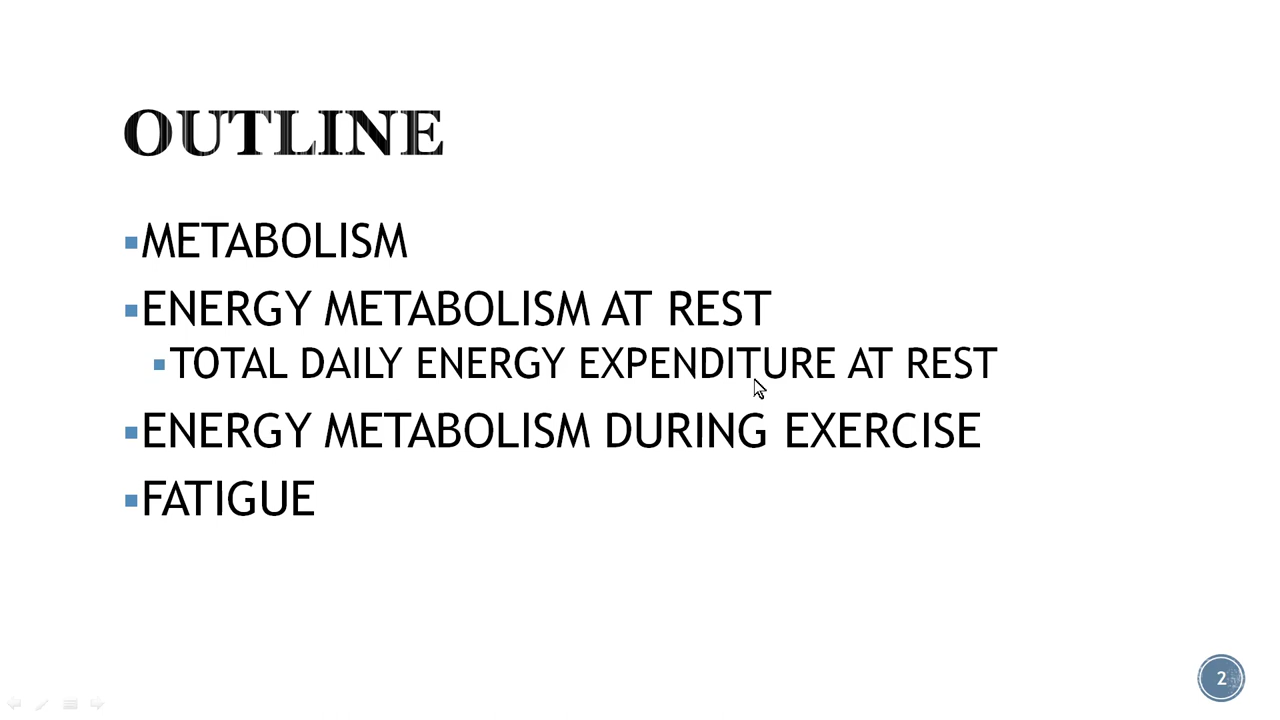 OUTLINE
METABOLISM
ENERGY METABOLISM AT REST
TOTAL DAILY ENERGY EXPENDITURE AT REST
ENERGY METABOLISM DURING EXERCISE
FATIGUE
2